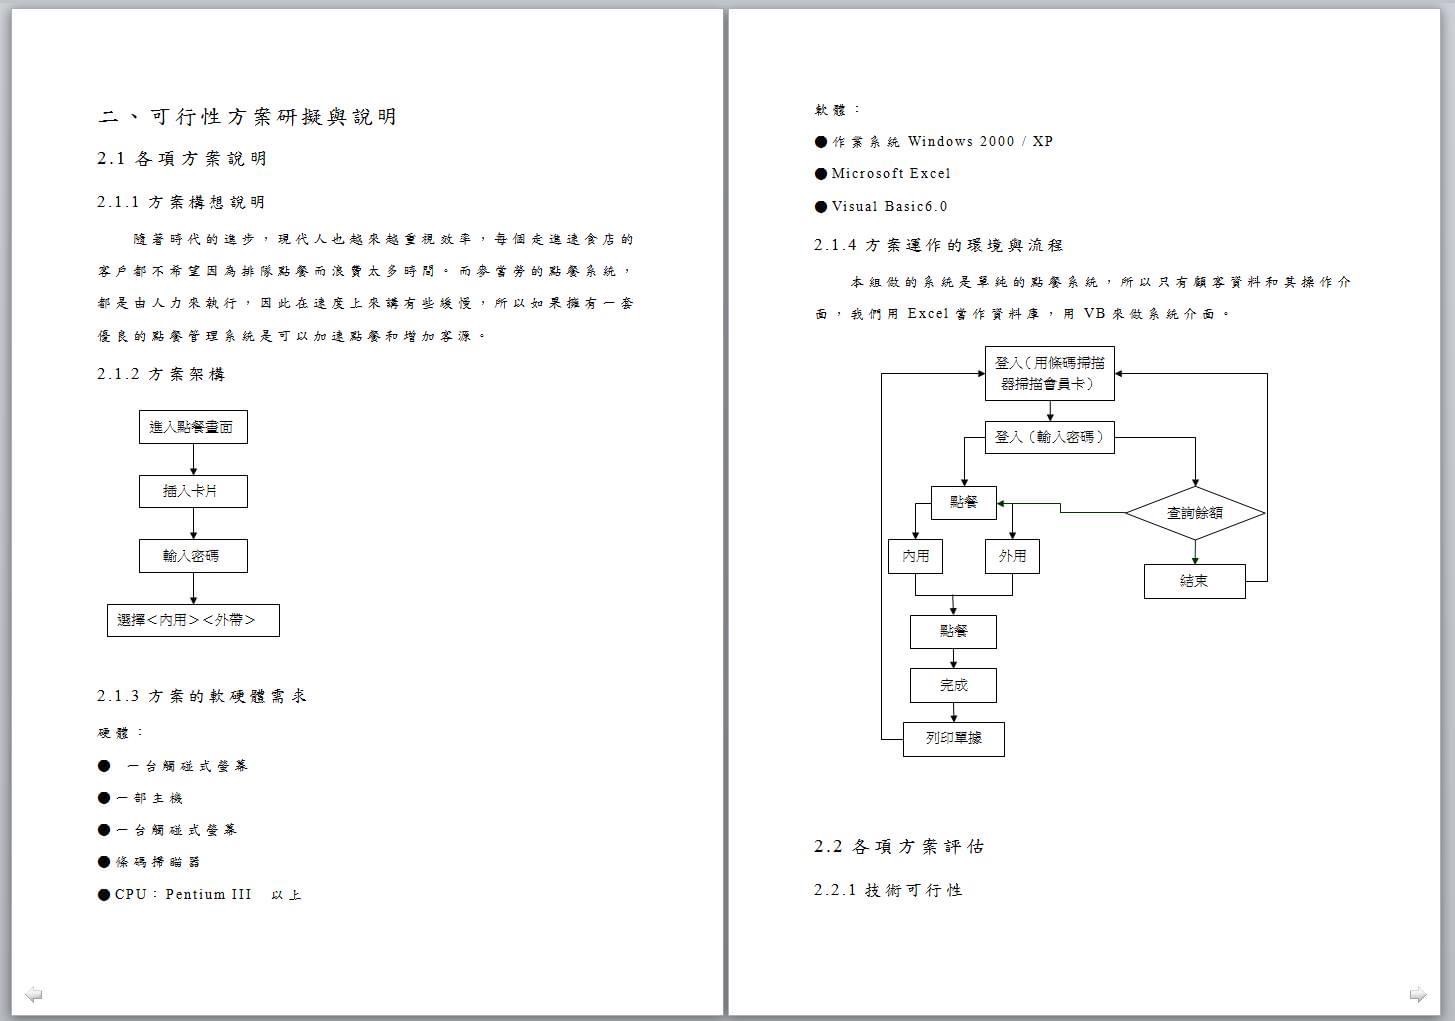 二、可行性方案研擬與說明
2.1 各項方案說明
2.1.1 方案構想說明
隨著時代的進步，現代人也越來越重視效率，每個走進速食店的
客戶都不希望因為排隊點餐而浪費太多時間。而麥當勞的點餐系統，
都是由人力來執行，因此在速度上來講有些緩慢，所以如果擁有一套
優良的點餐管理系統是可以加速點餐和增加客源。
2.1.2 方案架構
進入點餐畫面
插入卡片
輸入密碼
選擇＜內用＞＜外帶＞
2.1.3 方案的軟硬體需求
硬體：
● 一台觸碰式螢幕
●一部主機
●一台觸碰式螢幕
●條碼掃瞄器
●CPU：Pentium III 以上
軟體：
●作業系統 Windows 2000 / XP
●Microsoft Excel
●Visual Basic6.0
2.1.4 方案運作的環境與流程
本組做的系統是單純的點餐系統，所以只有顧客資料和其操作介
面，我們用 Excel 當作資料庫，用 VB 來做系統介面。
登入（用條碼掃描
器掃描會員卡）
登入（輸入密碼）
點餐
查詢餘額
內用
外用
結束
點餐
完成
列印單據
2.2 各項方案評估
2.2.1 技術可行性